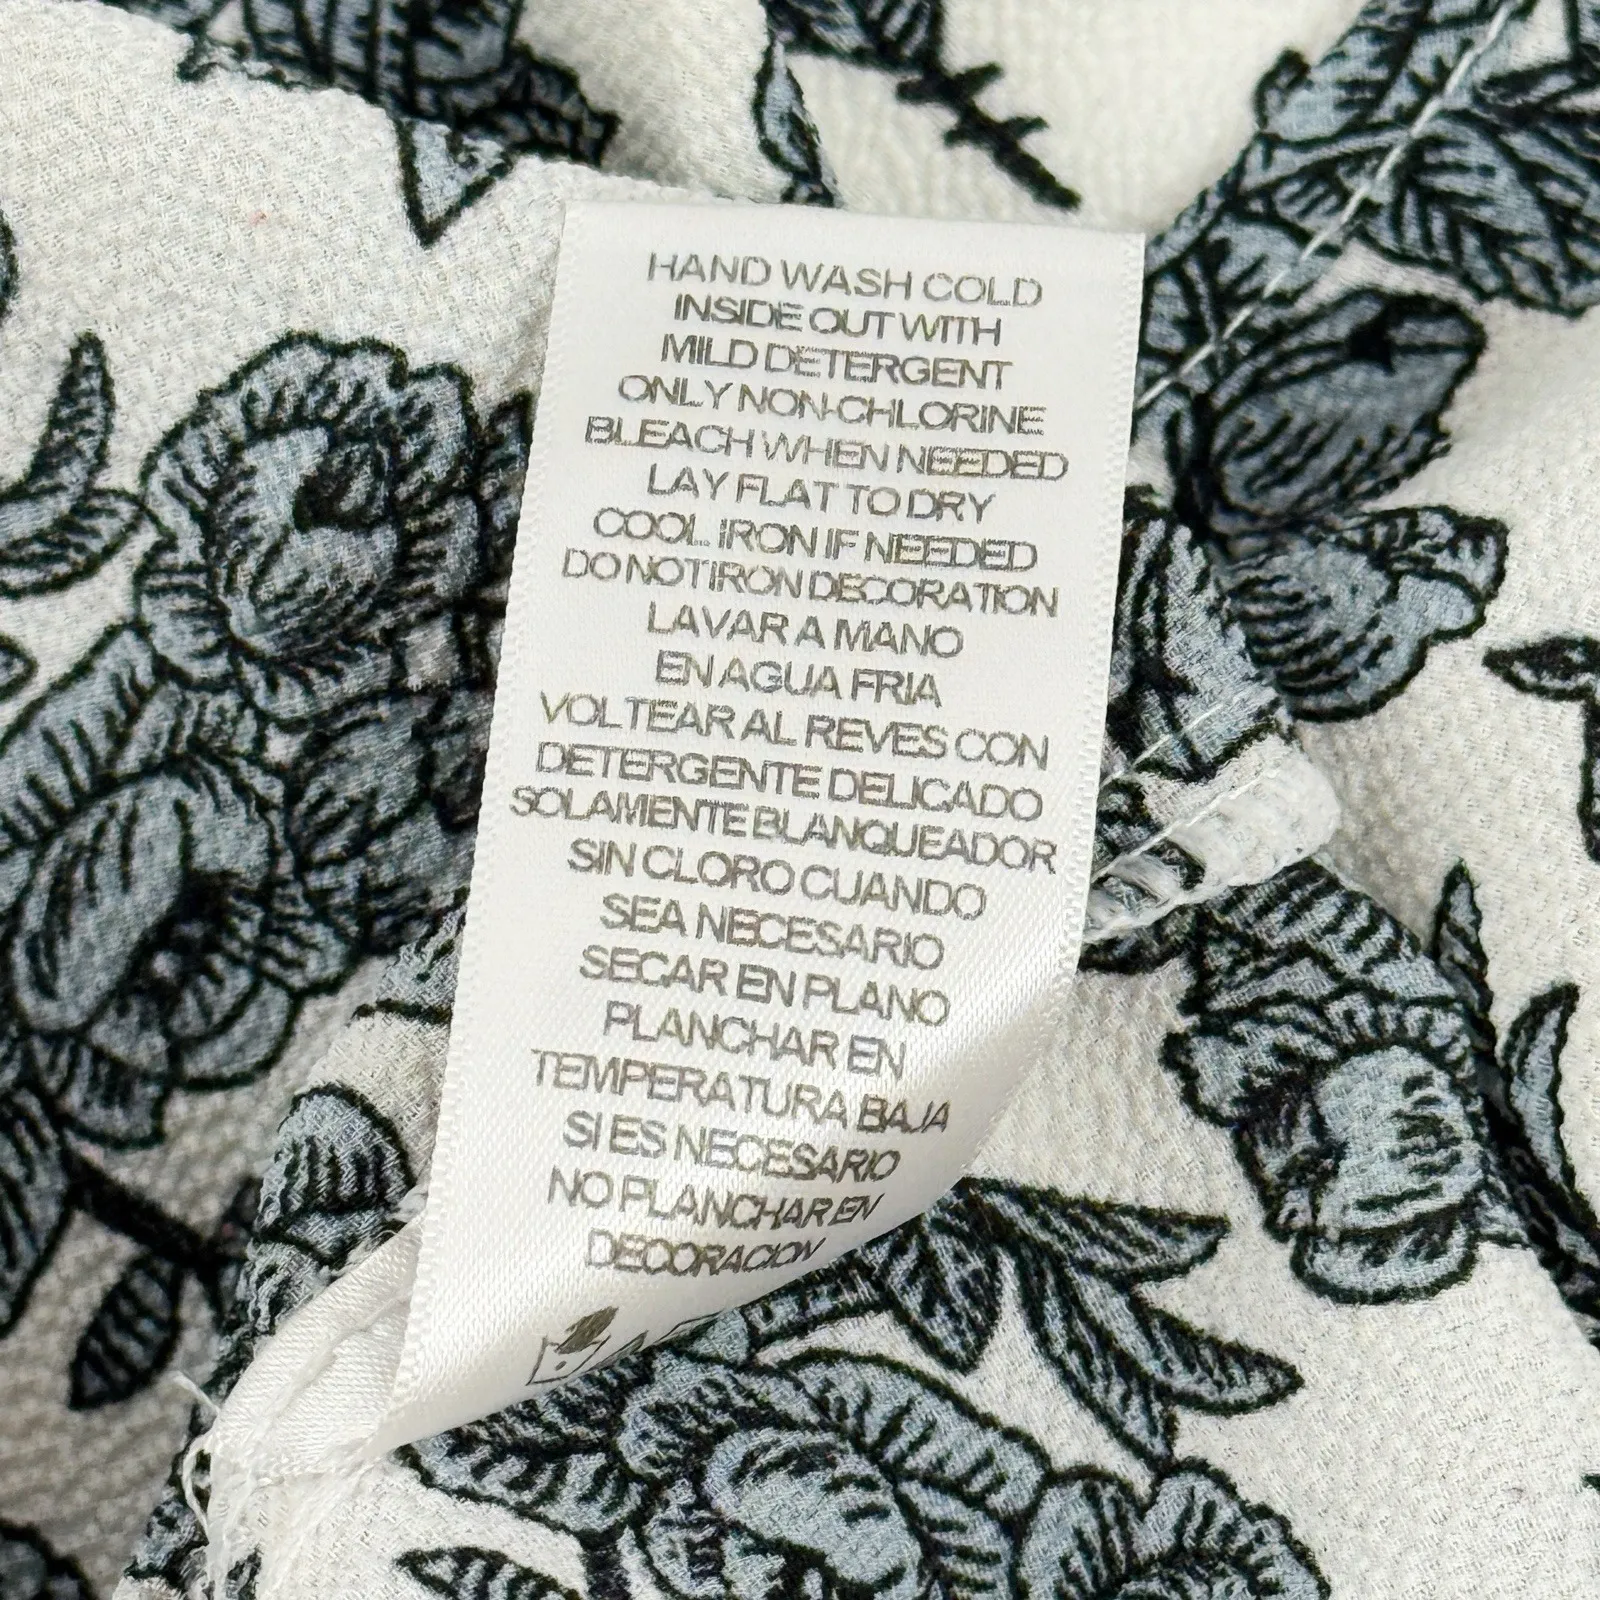 HAND WASH COLD
INSIDE OUT WITH
MILD DETERGENT
ONLY NON-CHLORINE
BLEACH WHEN NEEDED
LAY FLAT TO DRY
COOL IRON IF NEEDED
DO NOT IRON DECORATION
LAVAR A MANO
EN AGUA FRIA
VOLTEAR AL REVES CON
DETERGENTE DELICADO
SOLAMENTE BLANQUEADOR
SIN CLORO CUANDO
SEA NECESARIO
SECAR EN PLANO
PLANCHAR EN
TEMPERATURA BAJA
SI ES NECESARIO
NO PLANCHAR EN
DECORACION